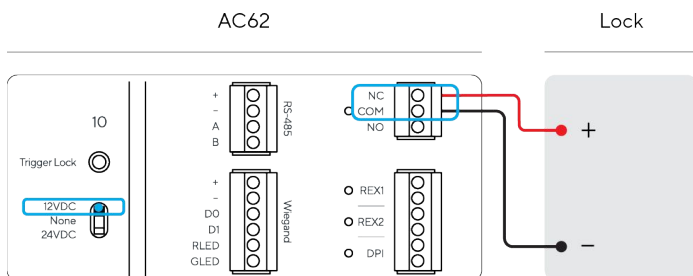 AC62
Lock
10
Trigger Lock
12VDC
None
24VDC
+
−
A
B
RS-485
+
−
D0
D1
RLED
GLED
Wiegand
NC
COM
NO
REX1
REX2
DPI
+
−